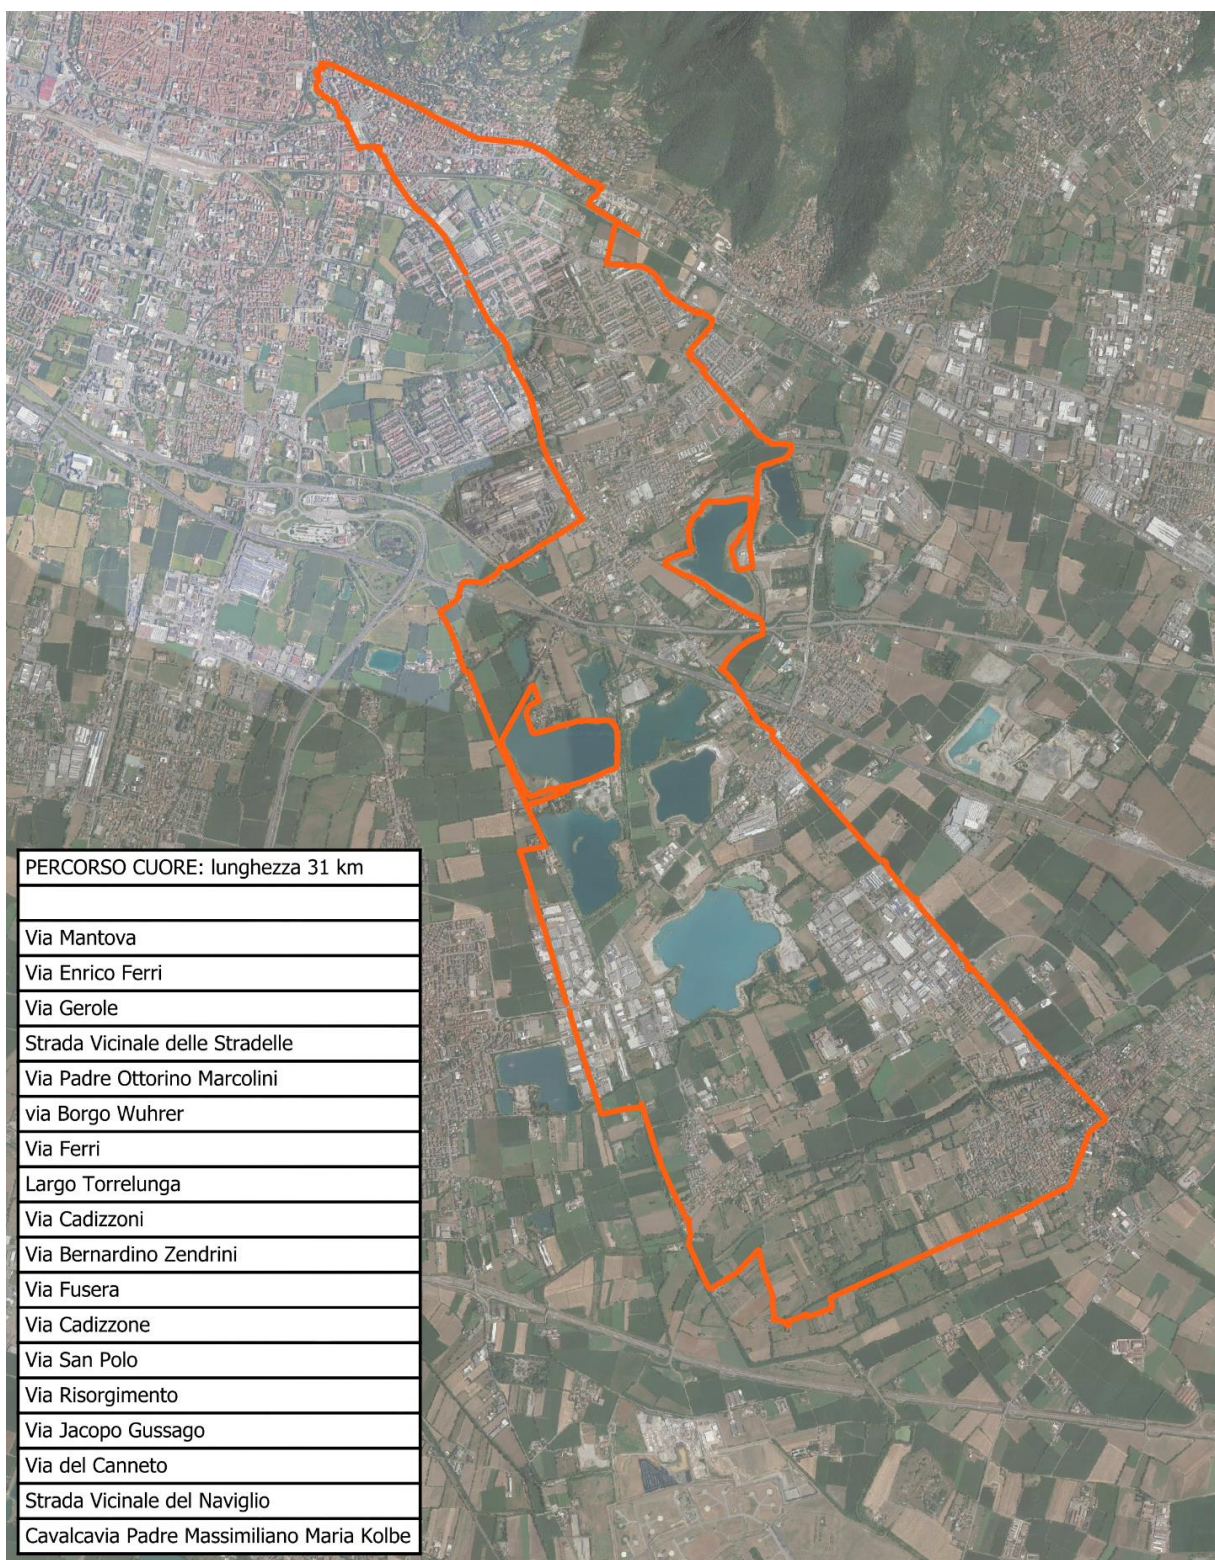 PERCORSO CUORE: lunghezza 31 km
Via Mantova
Via Enrico Ferri
Via Gerole
Strada Vicinale delle Stradelle
Via Padre Ottorino Marcolini
via Borgo Wuhrer
Via Ferri
Largo Torrelunga
Via Cadizzoni
Via Bernardino Zendrini
Via Fusera
Via Cadizzone
Via San Polo
Via Risorgimento
Via Jacopo Gussago
Via del Canneto
Strada Vicinale del Naviglio
Cavalcavia Padre Massimiliano Maria Kolbe